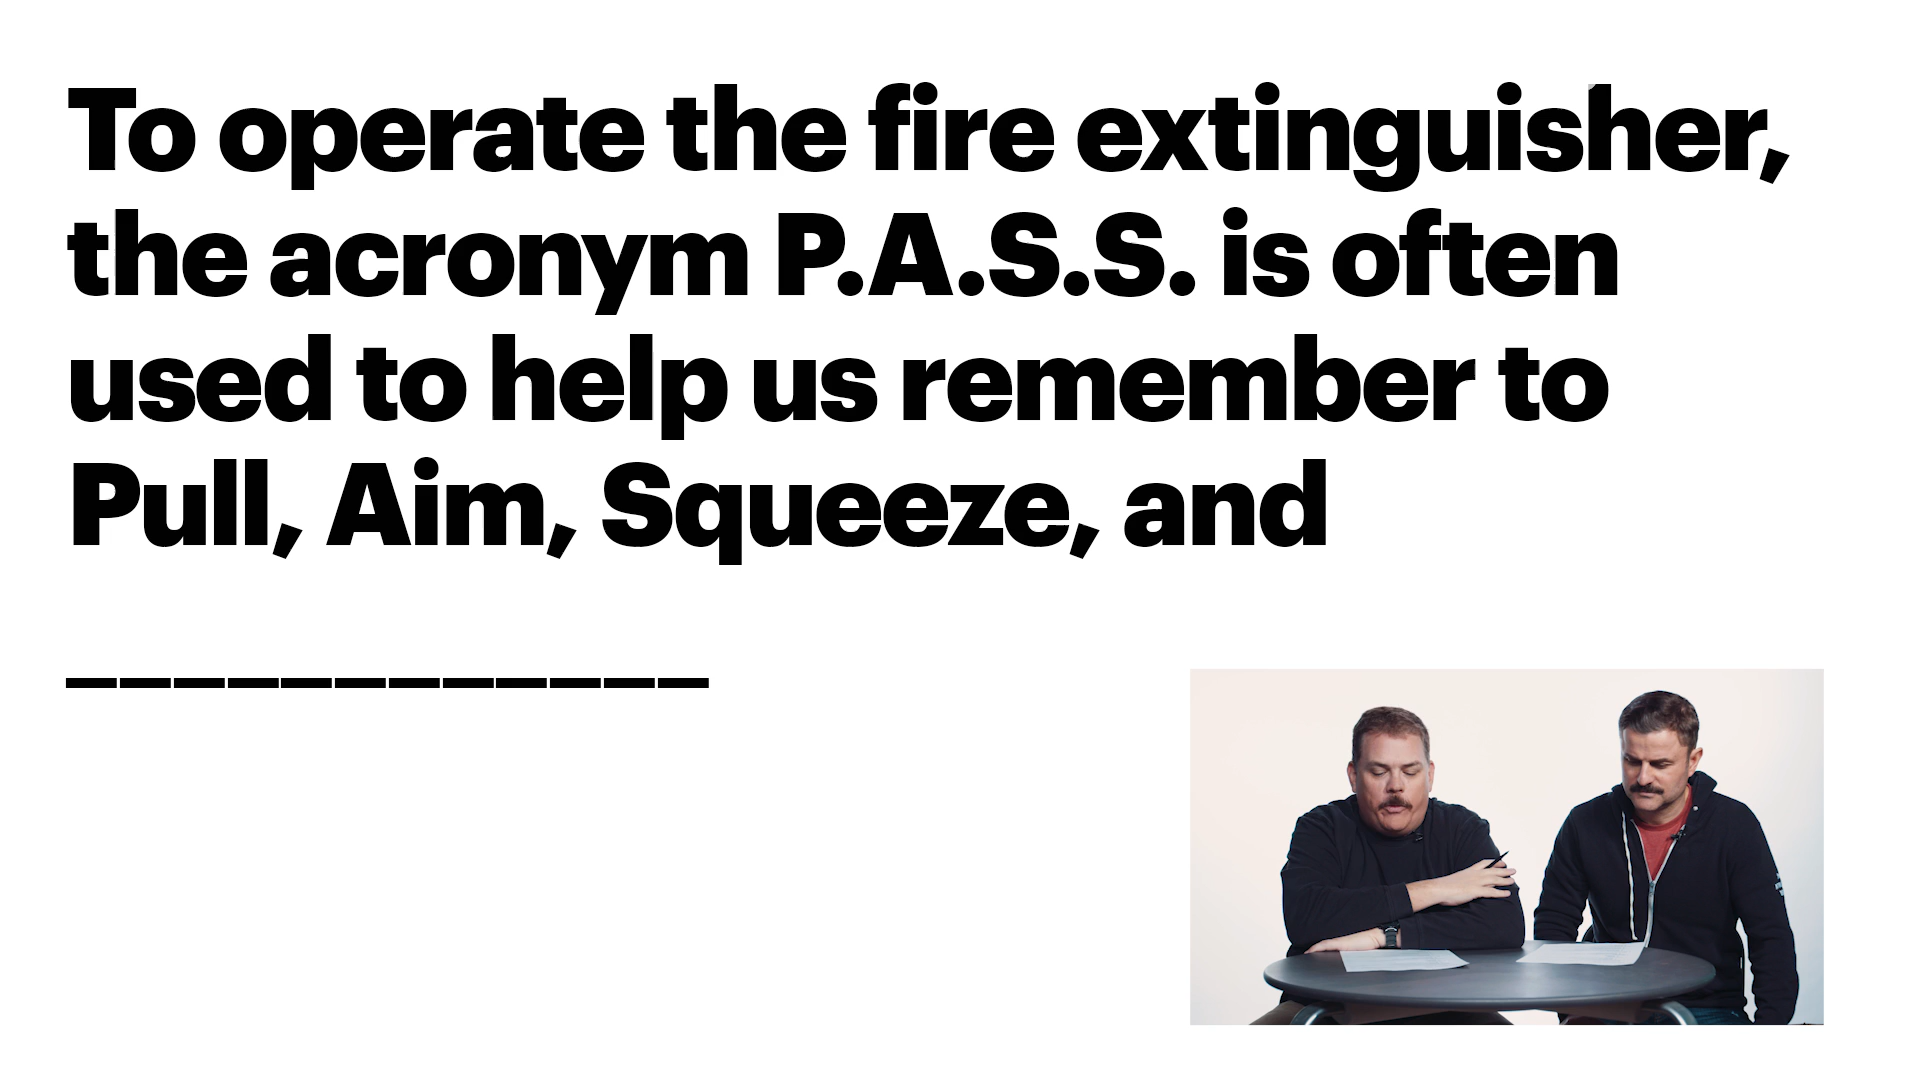 To operate the fire extinguisher,
the acronym P.A.S.S. is often
used to help us remember to
Pull, Aim, Squeeze, and
____________